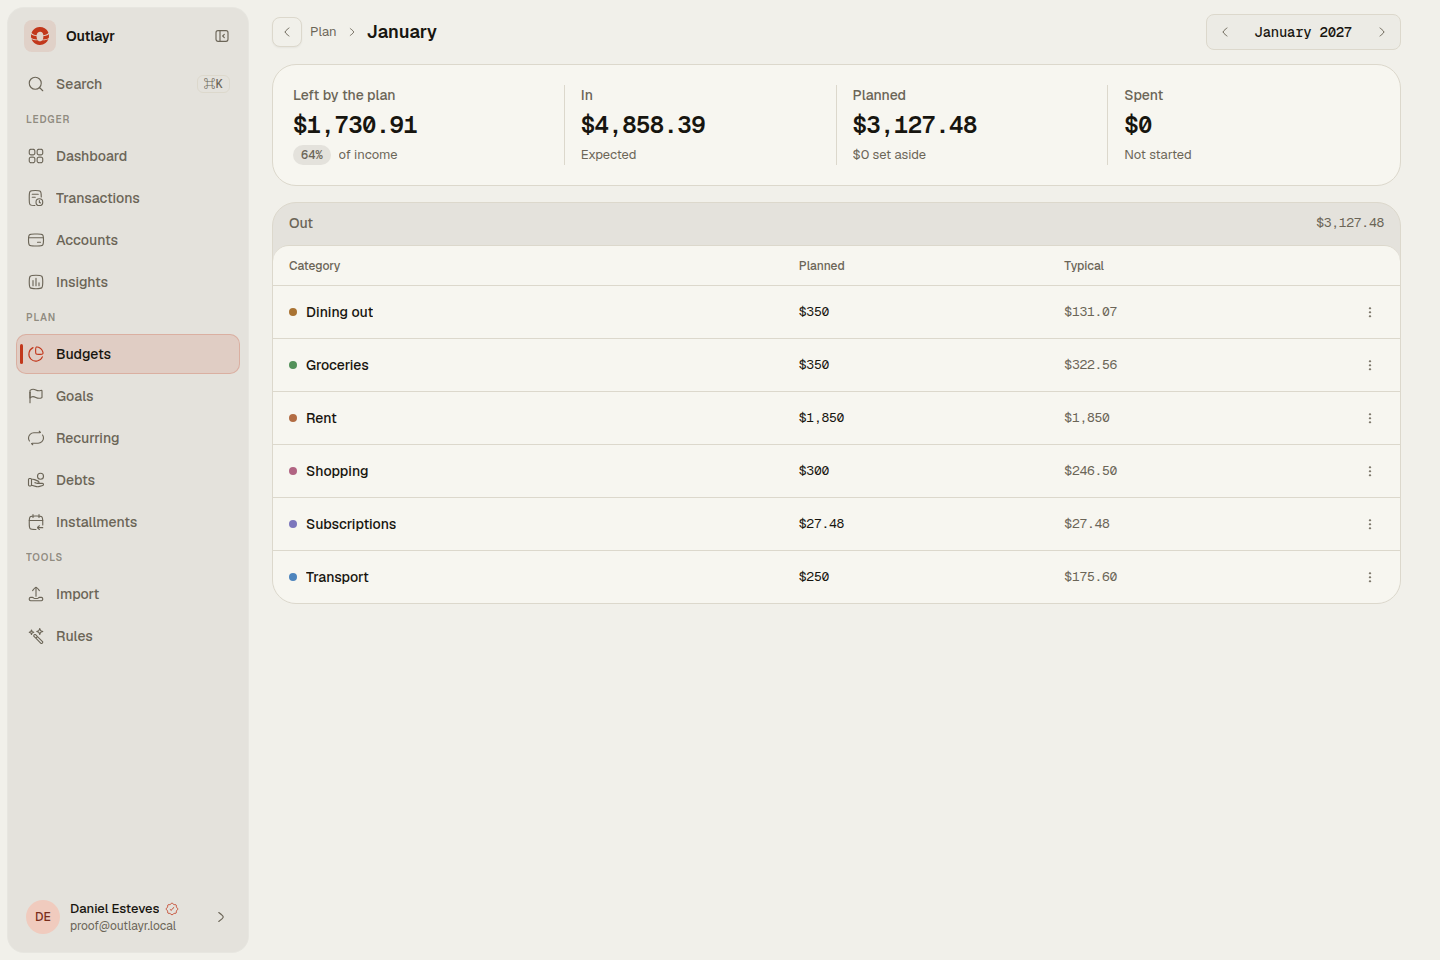 Outlayr
Search ⌘K
LEDGER
Dashboard
Transactions
Accounts
Insights
PLAN
Budgets
Goals
Recurring
Debts
Installments
TOOLS
Import
Rules
DE
Daniel Esteves
proof@outlayr.local
Plan > January
January 2027
Left by the plan
$1,730.91
64% of income
In
$4,858.39
Expected
Planned
$3,127.48
$0 set aside
Spent
$0
Not started
Out $3,127.48
Category Planned Typical
Dining out $350 $131.07
Groceries $350 $322.56
Rent $1,850 $1,850
Shopping $300 $246.50
Subscriptions $27.48 $27.48
Transport $250 $175.60